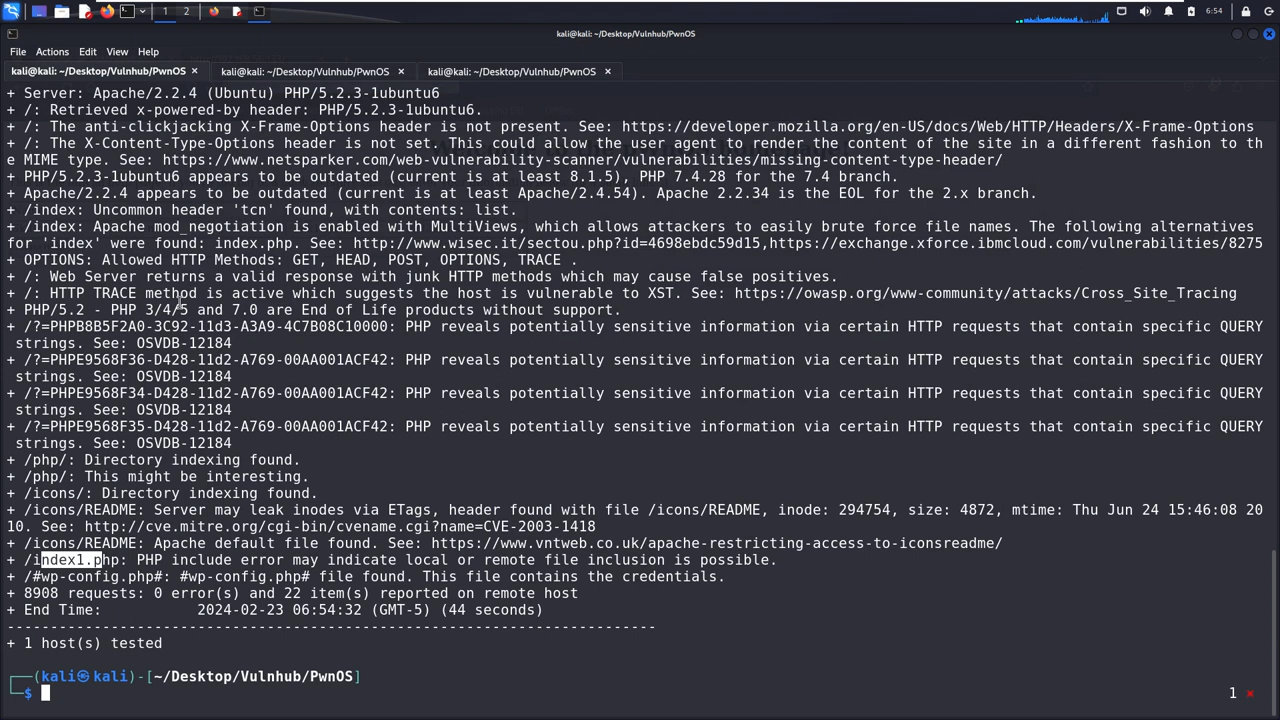 1 2 6:54
kali@kali: ~/Desktop/Vulnhub/PwnOS
File Actions Edit View Help
kali@kali: ~/Desktop/Vulnhub/PwnOS × kali@kali: ~/Desktop/Vulnhub/PwnOS × kali@kali: ~/Desktop/Vulnhub/PwnOS ×
+ Server: Apache/2.2.4 (Ubuntu) PHP/5.2.3-1ubuntu6
+ /: Retrieved x-powered-by header: PHP/5.2.3-1ubuntu6.
+ /: The anti-clickjacking X-Frame-Options header is not present. See: https://developer.mozilla.org/en-US/docs/Web/HTTP/Headers/X-Frame-Options
+ /: The X-Content-Type-Options header is not set. This could allow the user agent to render the content of the site in a different fashion to th
e MIME type. See: https://www.netsparker.com/web-vulnerability-scanner/vulnerabilities/missing-content-type-header/
+ PHP/5.2.3-1ubuntu6 appears to be outdated (current is at least 8.1.5), PHP 7.4.28 for the 7.4 branch.
+ Apache/2.2.4 appears to be outdated (current is at least Apache/2.4.54). Apache 2.2.34 is the EOL for the 2.x branch.
+ /index: Uncommon header 'tcn' found, with contents: list.
+ /index: Apache mod_negotiation is enabled with MultiViews, which allows attackers to easily brute force file names. The following alternatives
for 'index' were found: index.php. See: http://www.wisec.it/sectou.php?id=4698ebdc59d15,https://exchange.xforce.ibmcloud.com/vulnerabilities/8275
+ OPTIONS: Allowed HTTP Methods: GET, HEAD, POST, OPTIONS, TRACE .
+ /: Web Server returns a valid response with junk HTTP methods which may cause false positives.
+ /: HTTP TRACE method is active which suggests the host is vulnerable to XST. See: https://owasp.org/www-community/attacks/Cross_Site_Tracing
+ PHP/5.2 - PHP 3/4/5 and 7.0 are End of Life products without support.
+ /?=PHPB8B5F2A0-3C92-11d3-A3A9-4C7B08C10000: PHP reveals potentially sensitive information via certain HTTP requests that contain specific QUERY
strings. See: OSVDB-12184
+ /?=PHPE9568F36-D428-11d2-A769-00AA001ACF42: PHP reveals potentially sensitive information via certain HTTP requests that contain specific QUERY
strings. See: OSVDB-12184
+ /?=PHPE9568F34-D428-11d2-A769-00AA001ACF42: PHP reveals potentially sensitive information via certain HTTP requests that contain specific QUERY
strings. See: OSVDB-12184
+ /?=PHPE9568F35-D428-11d2-A769-00AA001ACF42: PHP reveals potentially sensitive information via certain HTTP requests that contain specific QUERY
strings. See: OSVDB-12184
+ /php/: Directory indexing found.
+ /php/: This might be interesting.
+ /icons/: Directory indexing found.
+ /icons/README: Server may leak inodes via ETags, header found with file /icons/README, inode: 294754, size: 4872, mtime: Thu Jun 24 15:46:08 20
10. See: http://cve.mitre.org/cgi-bin/cvename.cgi?name=CVE-2003-1418
+ /icons/README: Apache default file found. See: https://www.vntweb.co.uk/apache-restricting-access-to-iconsreadme/
+ /index1.php: PHP include error may indicate local or remote file inclusion is possible.
+ /#wp-config.php#: #wp-config.php# file found. This file contains the credentials.
+ 8908 requests: 0 error(s) and 22 item(s) reported on remote host
+ End Time: 2024-02-23 06:54:32 (GMT-5) (44 seconds)
---------------------------------------------------------------------------
+ 1 host(s) tested
┌──(kali㉿kali)-[~/Desktop/Vulnhub/PwnOS]
└─$ 1 ×